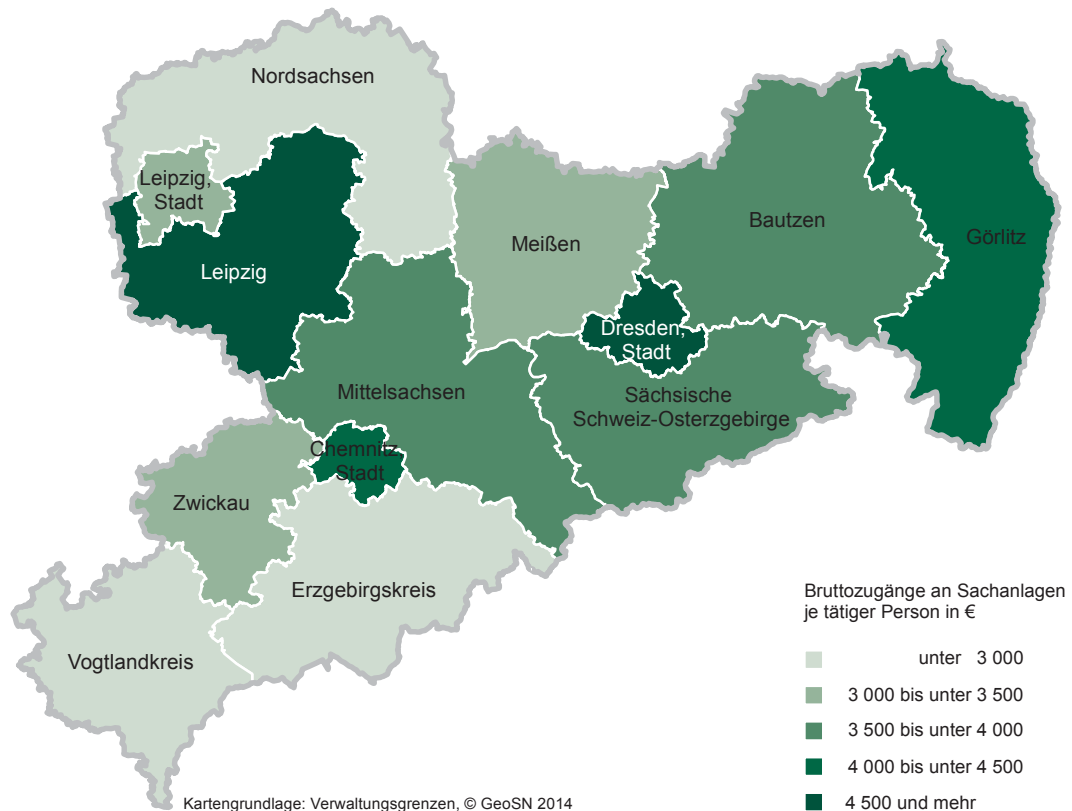 Nordsachsen
Leipzig,
Stadt
Leipzig
Meißen
Bautzen
Görlitz
Dresden,
Stadt
Mittelsachsen
Sächsische
Schweiz-Osterzgebirge
Chemnitz,
Stadt
Zwickau
Erzgebirgskreis
Vogtlandkreis
Bruttozugänge an Sachanlagen
je tätiger Person in €
unter 3 000
3 000 bis unter 3 500
3 500 bis unter 4 000
4 000 bis unter 4 500
4 500 und mehr
Kartengrundlage: Verwaltungsgrenzen, © GeoSN 2014